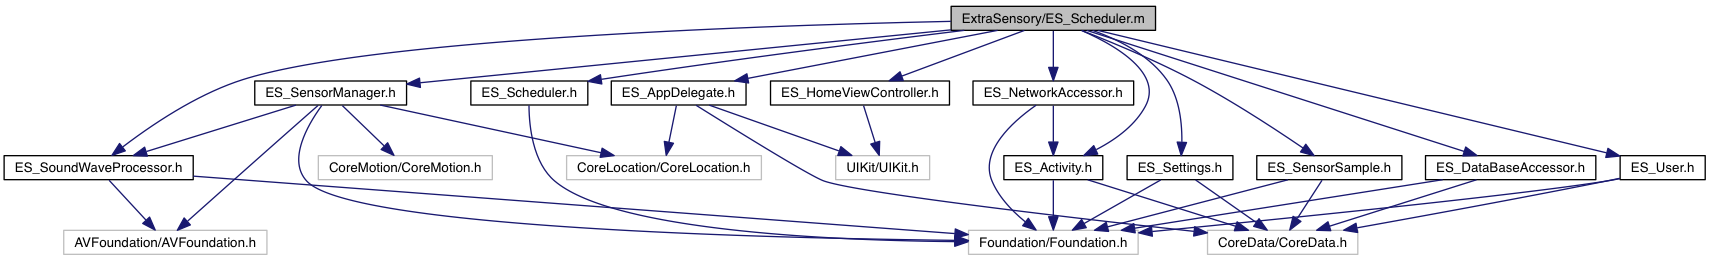 ExtraSensory/ES_Scheduler.m
ES_SensorManager.h
ES_Scheduler.h
ES_AppDelegate.h
ES_HomeViewController.h
ES_NetworkAccessor.h
ES_SoundWaveProcessor.h
CoreMotion/CoreMotion.h
CoreLocation/CoreLocation.h
UIKit/UIKit.h
ES_Activity.h
ES_Settings.h
ES_SensorSample.h
ES_DataBaseAccessor.h
ES_User.h
AVFoundation/AVFoundation.h
Foundation/Foundation.h
CoreData/CoreData.h